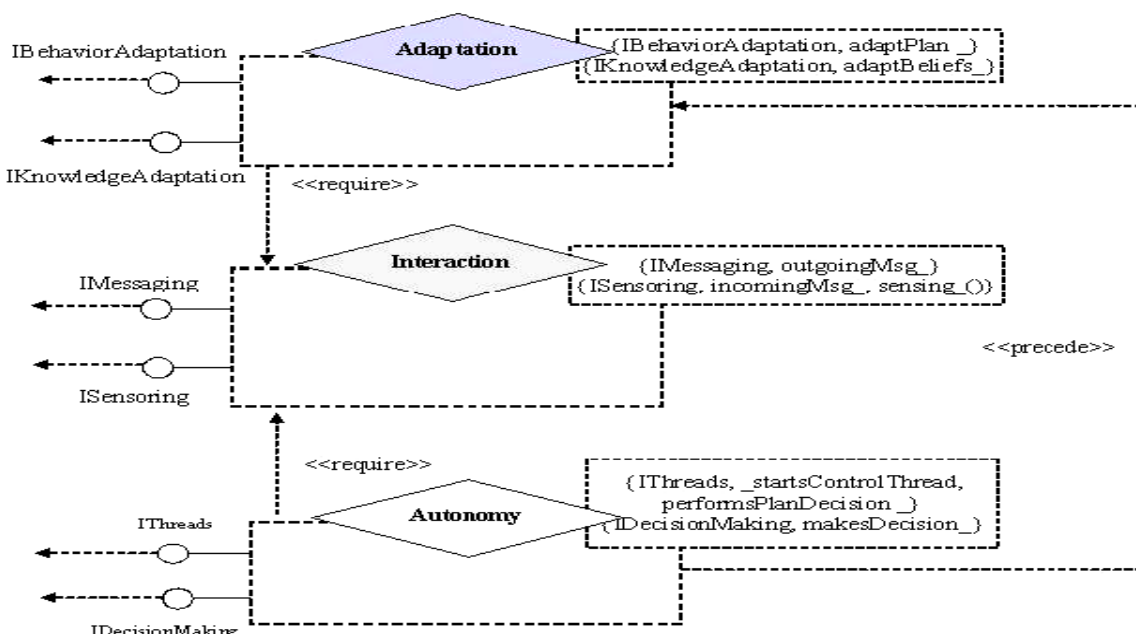 IBehaviorAdaptation
Adaptation
{IBehaviorAdaptation, adaptPlan _}
{IKnowledgeAdaptation, adaptBeliefs_}
IKnowledgeAdaptation
<<require>>
Interaction
{IMessaging, outgoingMsg_}
{ISensoring, incomingMsg_, sensing_()}
IMessaging
<<precede>>
ISensoring
<<require>>
{IThreads, _startsControlThread,
performsPlanDecision _}
{IDecisionMaking, makesDecision_}
Autonomy
IThreads
IDecisionMaking